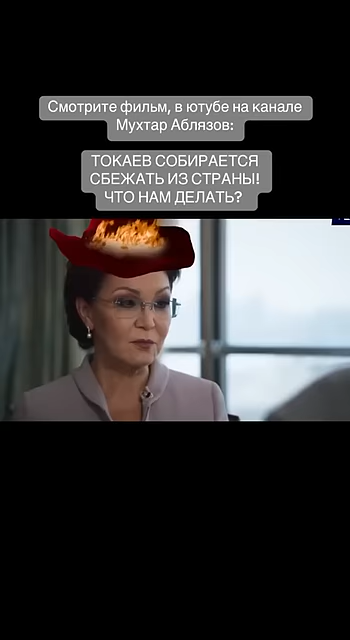 Смотрите фильм, в ютубе на канале
Мухтар Аблязов:
ТОКАЕВ СОБИРАЕТСЯ
СБЕЖАТЬ ИЗ СТРАНЫ!
ЧТО НАМ ДЕЛАТЬ?